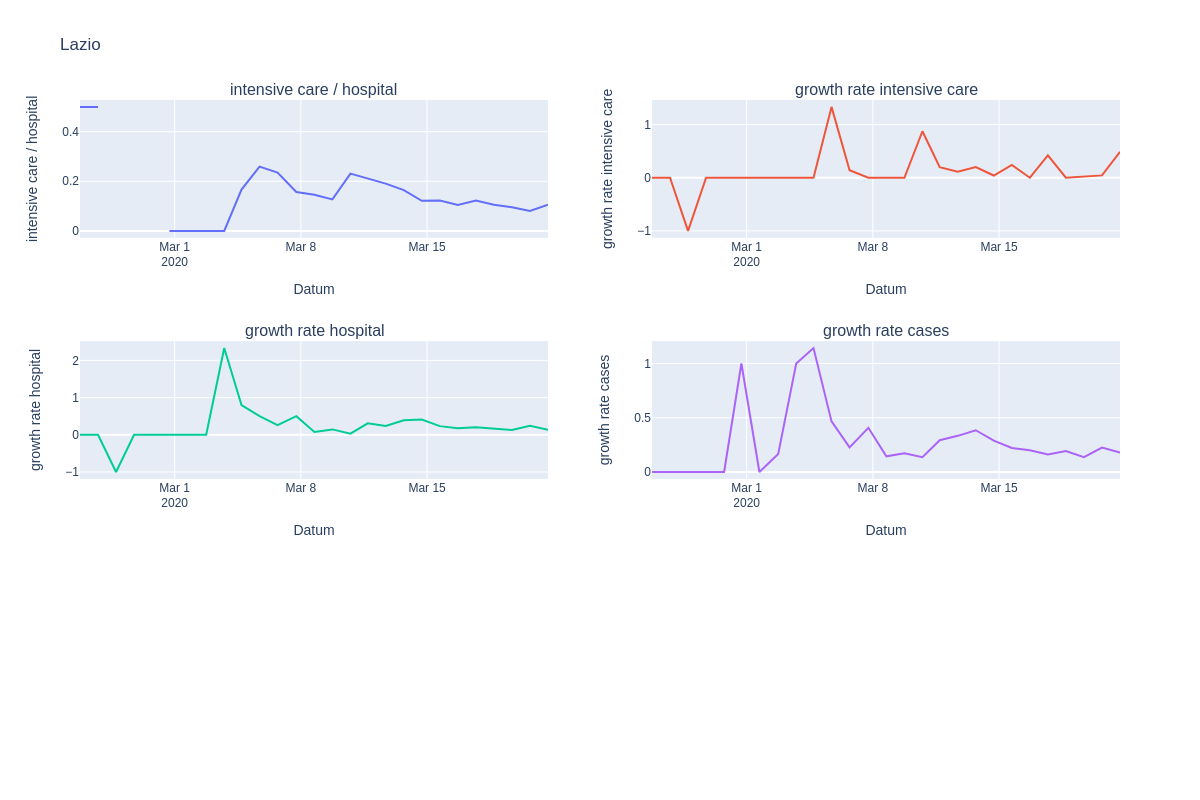 Lazio
intensive care / hospital
intensive care / hospital
0.4
0.2
0
Mar 1
2020
Mar 8
Mar 15
Datum
growth rate intensive care
growth rate intensive care
1
0
−1
Mar 1
2020
Mar 8
Mar 15
Datum
growth rate hospital
growth rate hospital
2
1
0
−1
Mar 1
2020
Mar 8
Mar 15
Datum
growth rate cases
growth rate cases
1
0.5
0
Mar 1
2020
Mar 8
Mar 15
Datum